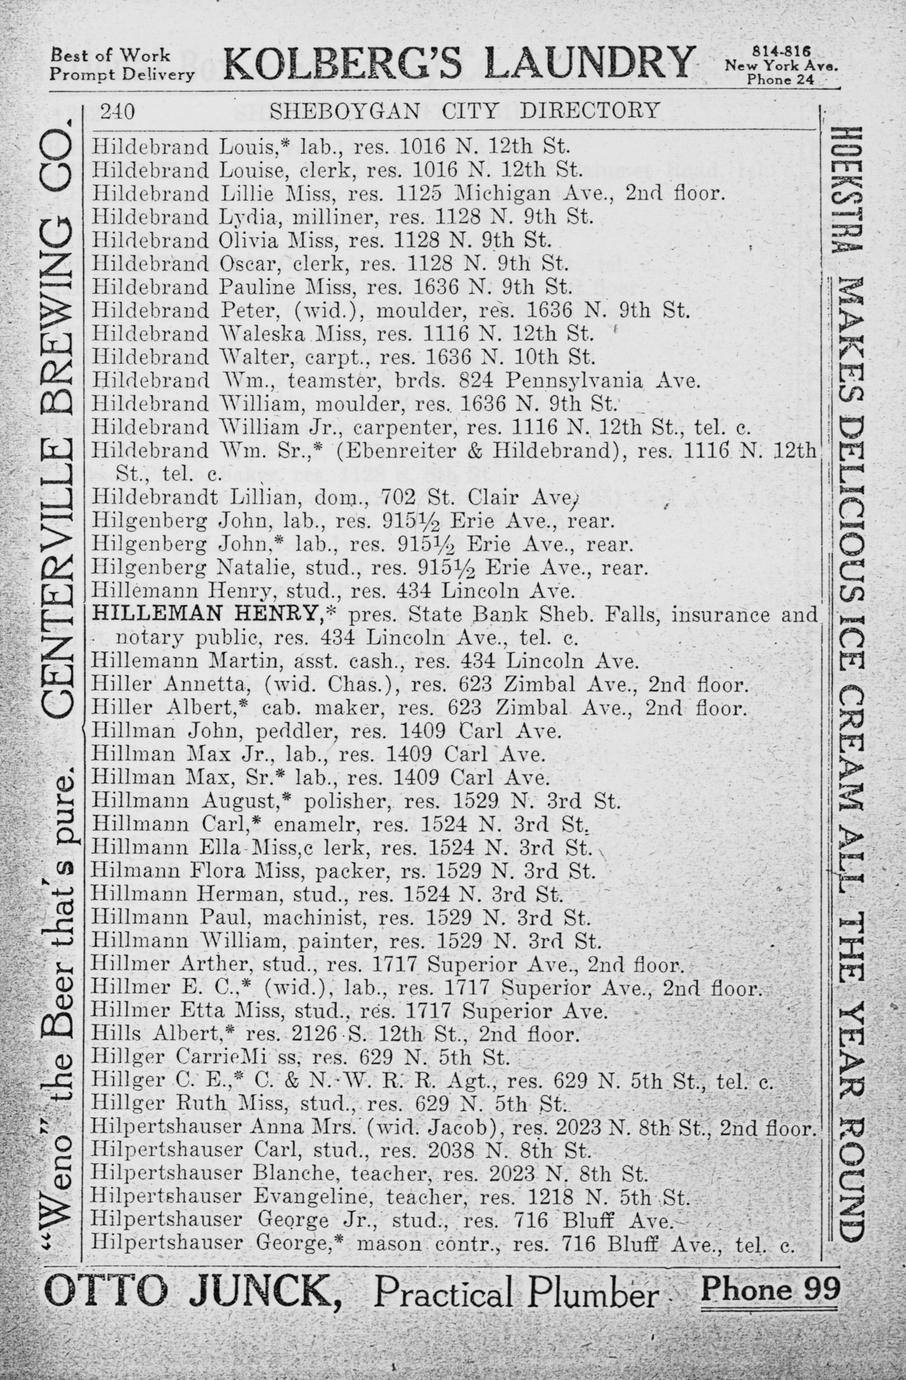 Best of Work
Prompt Delivery
KOLBERG'S LAUNDRY
814-816
New York Ave.
Phone 24
240 SHEBOYGAN CITY DIRECTORY
Hildebrand Louis,* lab., res. 1016 N. 12th St.
Hildebrand Louise, clerk, res. 1016 N. 12th St.
Hildebrand Lillie Miss, res. 1125 Michigan Ave., 2nd floor.
Hildebrand Lydia, milliner, res. 1128 N. 9th St.
Hildebrand Olivia Miss, res. 1128 N. 9th St.
Hildebrand Oscar, clerk, res. 1128 N. 9th St.
Hildebrand Pauline Miss, res. 1636 N. 9th St.
Hildebrand Peter, (wid.), moulder, res. 1636 N. 9th St.
Hildebrand Waleska Miss, res. 1116 N. 12th St.
Hildebrand Walter, carpt., res. 1636 N. 10th St.
Hildebrand Wm., teamster, brds. 824 Pennsylvania Ave.
Hildebrand William, moulder, res. 1636 N. 9th St.
Hildebrand William Jr., carpenter, res. 1116 N. 12th St., tel. c.
Hildebrand Wm. Sr.,* (Ebenreiter & Hildebrand), res. 1116 N. 12th
St., tel. c.
Hildebrandt Lillian, dom., 702 St. Clair Ave,
Hilgenberg John, lab., res. 915½ Erie Ave., rear.
Hilgenberg John,* lab., res. 915½ Erie Ave., rear.
Hilgenberg Natalie, stud., res. 915½ Erie Ave., rear.
Hillemann Henry, stud., res. 434 Lincoln Ave.
HILLEMAN HENRY,* pres. State Bank Sheb. Falls, insurance and
notary public, res. 434 Lincoln Ave., tel. c.
Hillemann Martin, asst. cash., res. 434 Lincoln Ave.
Hiller Annetta, (wid. Chas.), res. 623 Zimbal Ave., 2nd floor.
Hiller Albert,* cab. maker, res. 623 Zimbal Ave., 2nd floor.
Hillman John, peddler, res. 1409 Carl Ave.
Hillman Max Jr., lab., res. 1409 Carl Ave.
Hillman Max, Sr.* lab., res. 1409 Carl Ave.
Hillmann August,* polisher, res. 1529 N. 3rd St.
Hillmann Carl,* enamelr, res. 1524 N. 3rd St.
Hillmann Ella Miss,c lerk, res. 1524 N. 3rd St.
Hilmann Flora Miss, packer, rs. 1529 N. 3rd St.
Hillmann Herman, stud., res. 1524 N. 3rd St.
Hillmann Paul, machinist, res. 1529 N. 3rd St.
Hillmann William, painter, res. 1529 N. 3rd St.
Hillmer Arther, stud., res. 1717 Superior Ave., 2nd floor.
Hillmer E. C.,* (wid.), lab., res. 1717 Superior Ave., 2nd floor.
Hillmer Etta Miss, stud., res. 1717 Superior Ave.
Hills Albert,* res. 2126 S. 12th St., 2nd floor.
Hillger CarrieMi ss, res. 629 N. 5th St.
Hillger C. E.,* C. & N.-W. R. R. Agt., res. 629 N. 5th St., tel. c.
Hillger Ruth Miss, stud., res. 629 N. 5th St.
Hilpertshauser Anna Mrs. (wid. Jacob), res. 2023 N. 8th St., 2nd floor.
Hilpertshauser Carl, stud., res. 2038 N. 8th St.
Hilpertshauser Blanche, teacher, res. 2023 N. 8th St.
Hilpertshauser Evangeline, teacher, res. 1218 N. 5th St.
Hilpertshauser George Jr., stud., res. 716 Bluff Ave.
Hilpertshauser George,* mason contr., res. 716 Bluff Ave., tel. c.
"Weno" the Beer that's pure. CENTERVILLE BREWING CO.
HOEKSTRA MAKES DELICIOUS ICE CREAM ALL THE YEAR ROUND
OTTO JUNCK, Practical Plumber Phone 99